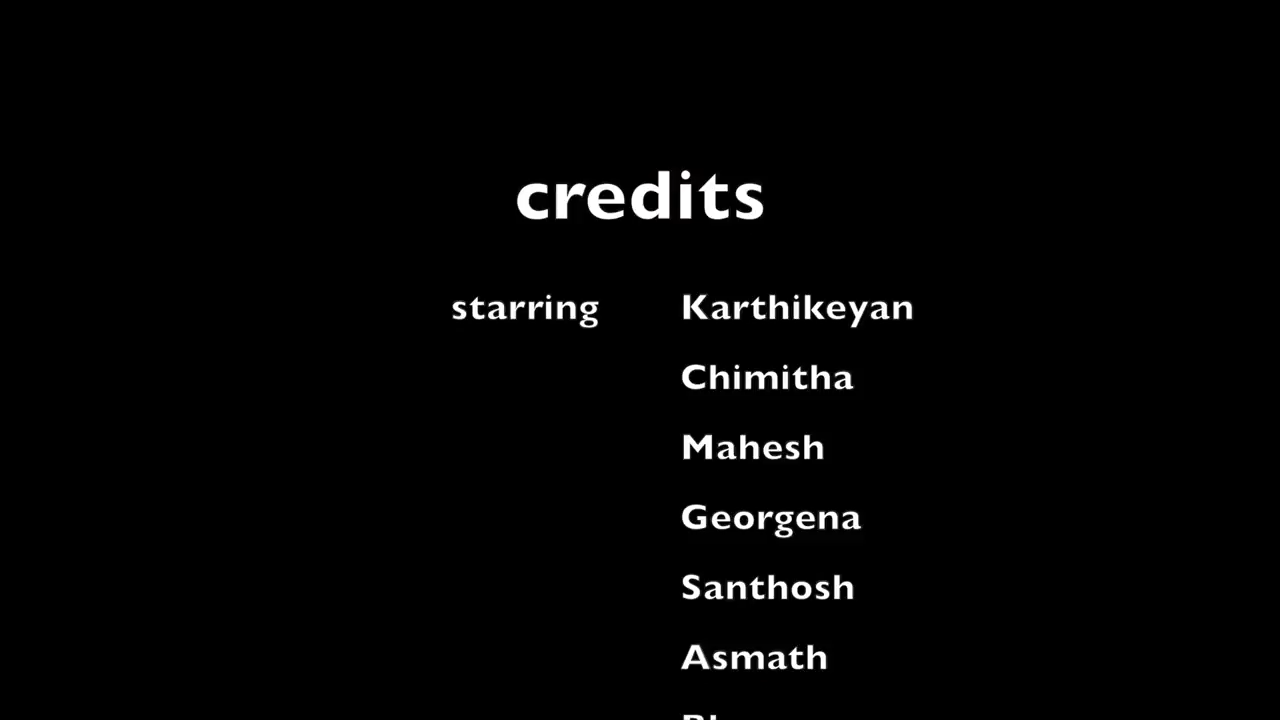 credits
starring Karthikeyan
Chimitha
Mahesh
Georgena
Santhosh
Asmath